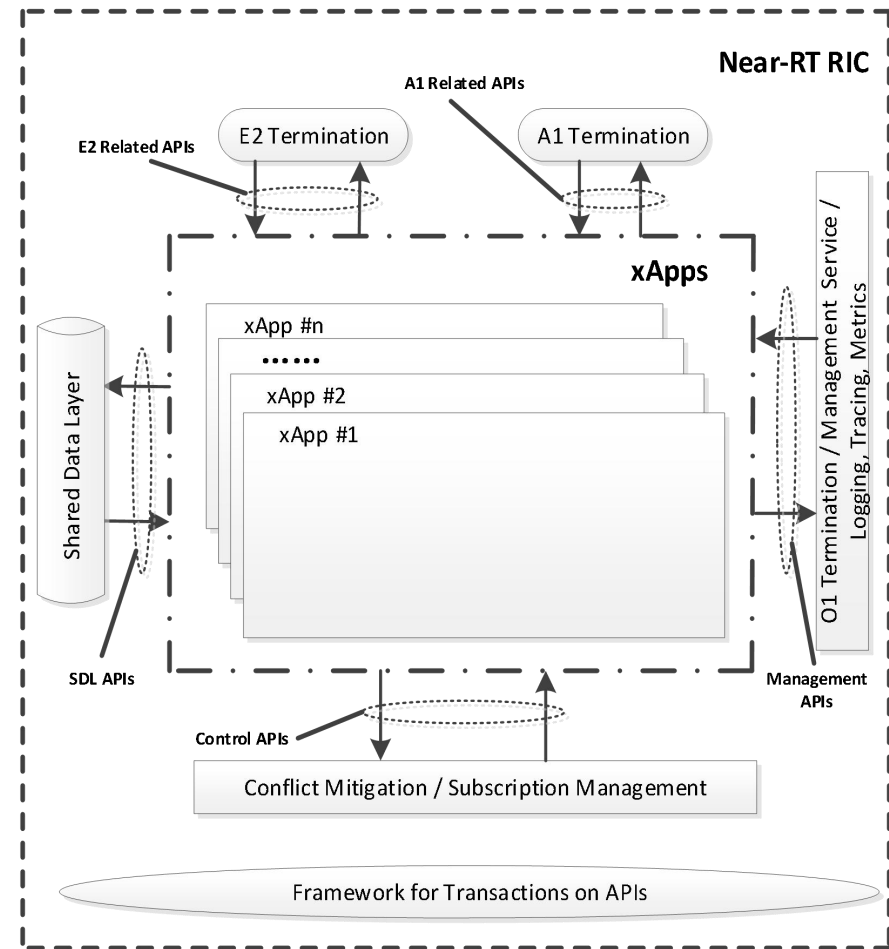 Near-RT RIC
A1 Related APIs
E2 Termination
A1 Termination
E2 Related APIs
xApps
xApp #n
......
xApp #2
xApp #1
Shared Data Layer
O1 Termination / Management Service /
Logging, Tracing, Metrics
SDL APIs
Management
APIs
Control APIs
Conflict Mitigation / Subscription Management
Framework for Transactions on APIs